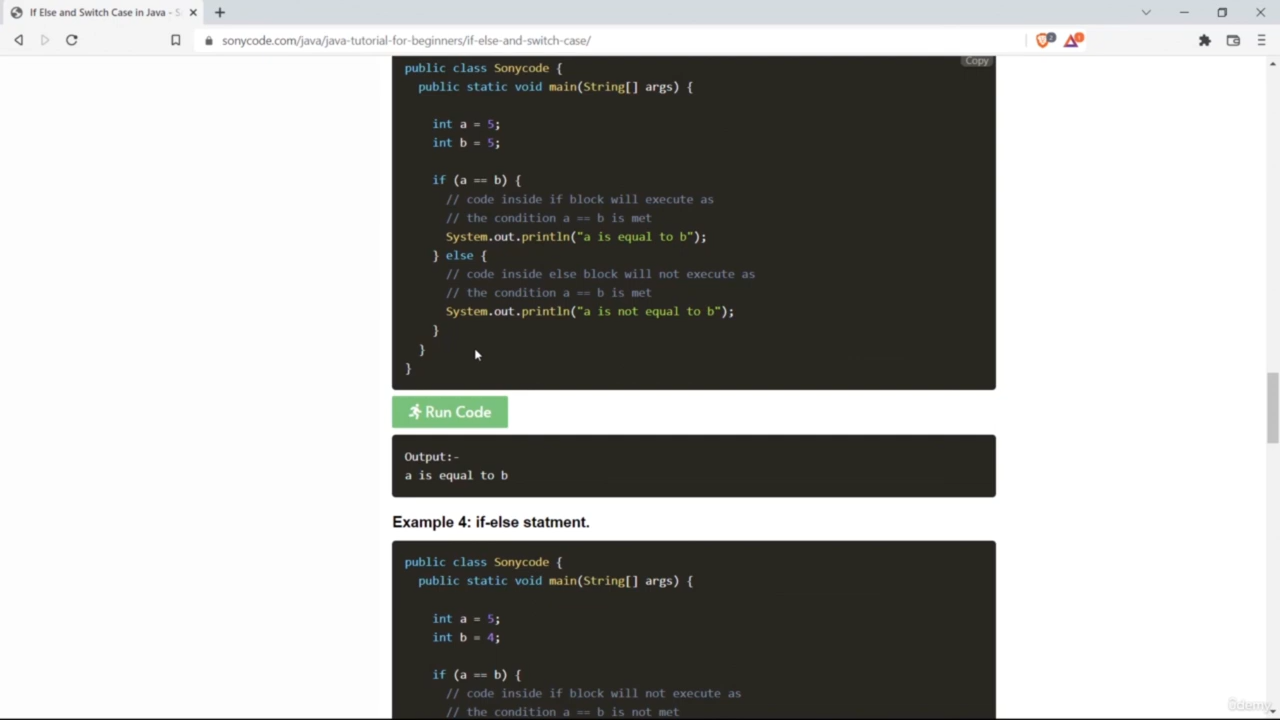 If Else and Switch Case in Java - S
sonycode.com/java/java-tutorial-for-beginners/if-else-and-switch-case/
2
1
Copy
public class Sonycode {
public static void main(String[] args) {
int a = 5;
int b = 5;
if (a == b) {
// code inside if block will execute as
// the condition a == b is met
System.out.println("a is equal to b");
} else {
// code inside else block will not execute as
// the condition a == b is met
System.out.println("a is not equal to b");
}
}
}
Run Code
Output:-
a is equal to b
Example 4: if-else statment.
public class Sonycode {
public static void main(String[] args) {
int a = 5;
int b = 4;
if (a == b) {
// code inside if block will not execute as
// the condition a == b is not met
ûdemy